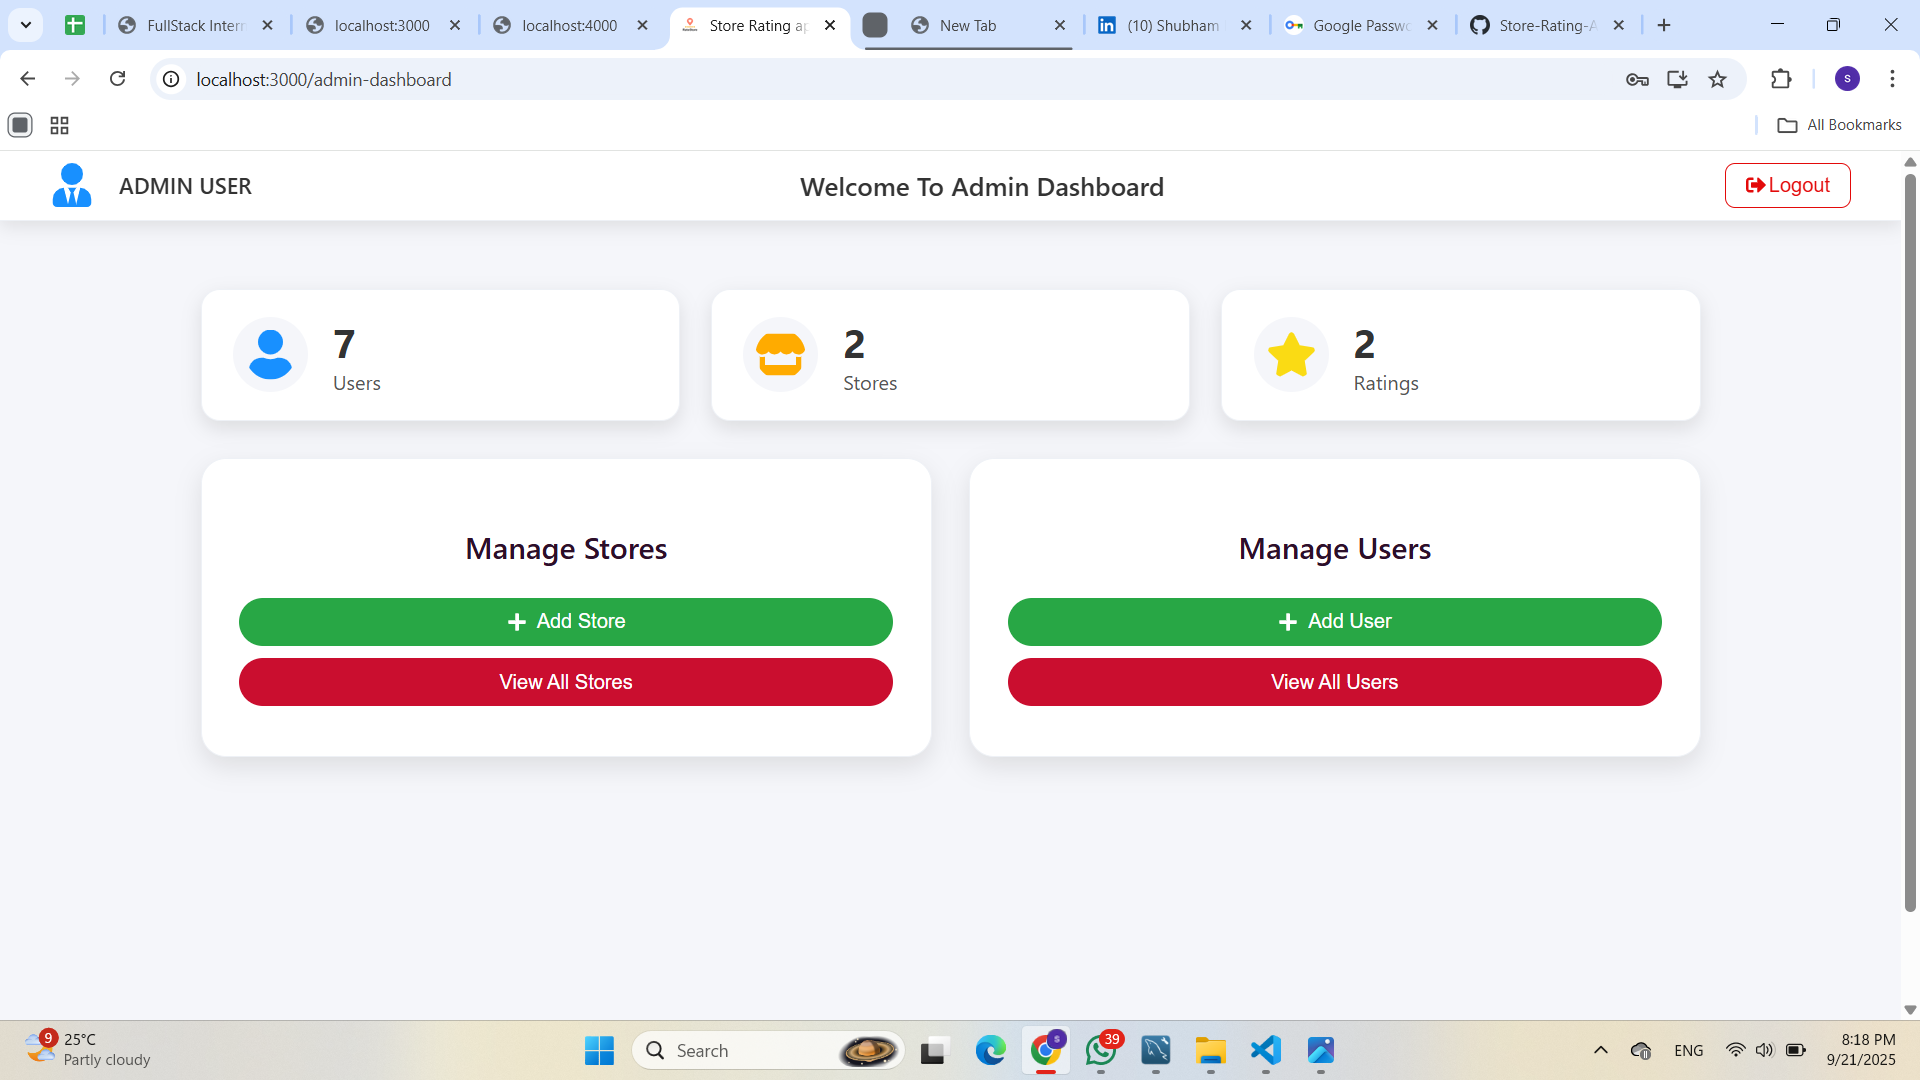 FullStack Intern
localhost:3000
localhost:4000
Store Rating ap
New Tab
(10) Shubham
Google Passwo
Store-Rating-A
localhost:3000/admin-dashboard
S
All Bookmarks
ADMIN USER
Welcome To Admin Dashboard
Logout
7
Users
2
Stores
2
Ratings
Manage Stores
Manage Users
Add Store
Add User
View All Stores
View All Users
9
25°C
Partly cloudy
Search
S
39
ENG
8:18 PM
9/21/2025